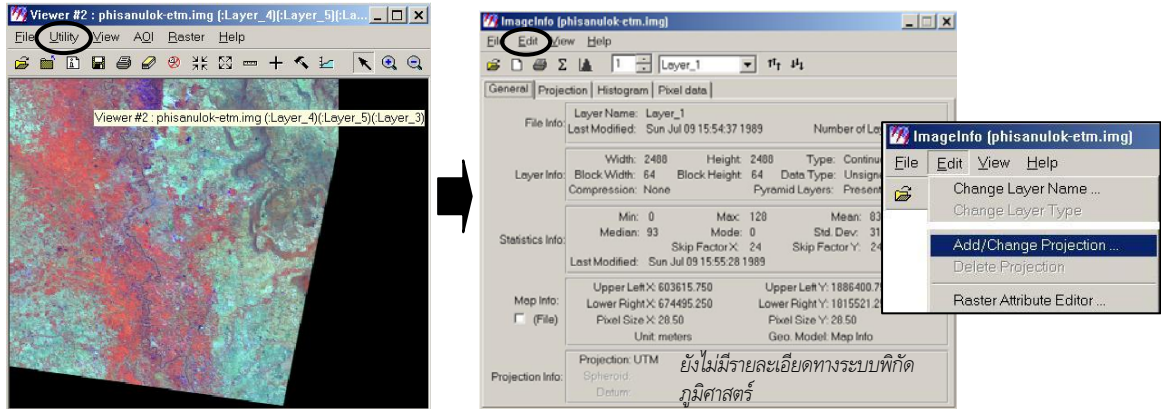 Viewer #2 : phisanulok-etm.img (:Layer_4)(:Layer_5)(:La...
File Utility View AOI Raster Help
Viewer #2 : phisanulok-etm.img (:Layer_4)(:Layer_5)(:Layer_3)
ImageInfo (phisanulok-etm.img)
File Edit View Help
1 Layer_1
General Projection Histogram Pixel data
File Info: Layer Name: Layer_1
Last Modified: Sun Jul 09 15:54:37 1989 Number of La
Layer Info: Width: 2488 Height: 2488 Type: Continu
Block Width: 64 Block Height: 64 Data Type: Unsign
Compression: None Pyramid Layers: Present
Statistics Info: Min: 0 Max: 128 Mean: 83
Median: 93 Mode: 0 Std. Dev: 31
Skip Factor X: 24 Skip Factor Y: 24
Last Modified: Sun Jul 09 15:55:28 1989
Map Info: Upper Left X: 603615.750 Upper Left Y: 1886400.7
(File) Lower Right X: 674495.250 Lower Right Y: 1815521.2
Pixel Size X: 28.50 Pixel Size Y: 28.50
Unit: meters Geo. Model: Map Info
Projection Info: Projection: UTM
Spheroid:
Datum:
ยังไม่มีรายละเอียดทางระบบพิกัด
ภูมิศาสตร์
ImageInfo (phisanulok-etm.img)
File Edit View Help
Change Layer Name ...
Change Layer Type
Add/Change Projection ...
Delete Projection
Raster Attribute Editor ...